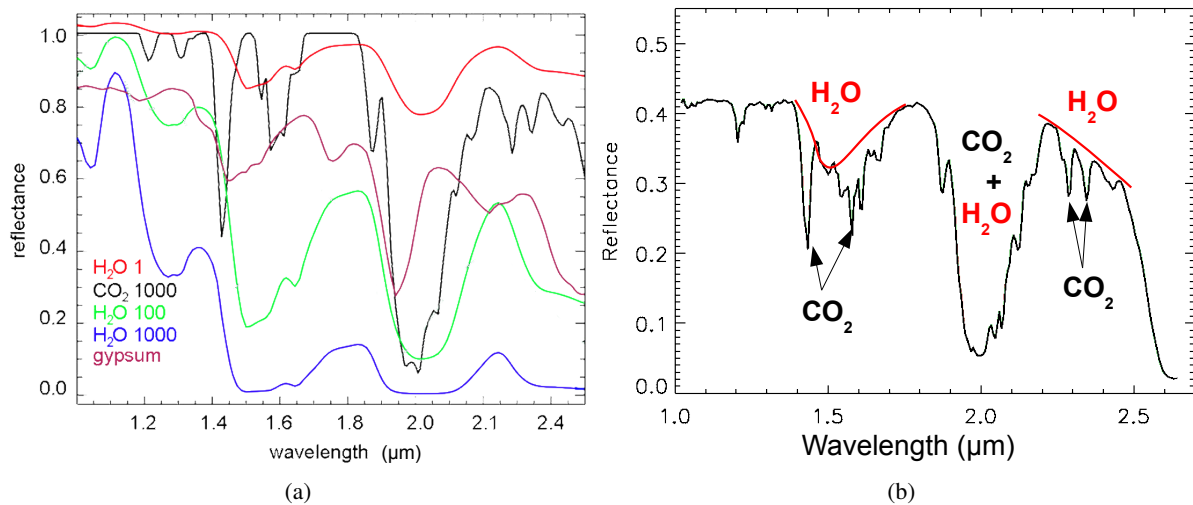 1.0
0.8
0.6
0.4
0.2
0.0
reflectance
H₂O 1
CO₂ 1000
H₂O 100
H₂O 1000
gypsum
1.2 1.4 1.6 1.8 2.0 2.1 2.4
wavelength (μm)
(a)
b)
0.5
0.4
0.3
0.2
0.1
0.0
Reflectance
H₂O
H₂O
CO₂
+
H₂O
CO₂
CO₂
1.0 1.5 2.0 2.5
Wavelength (μm)
(b)